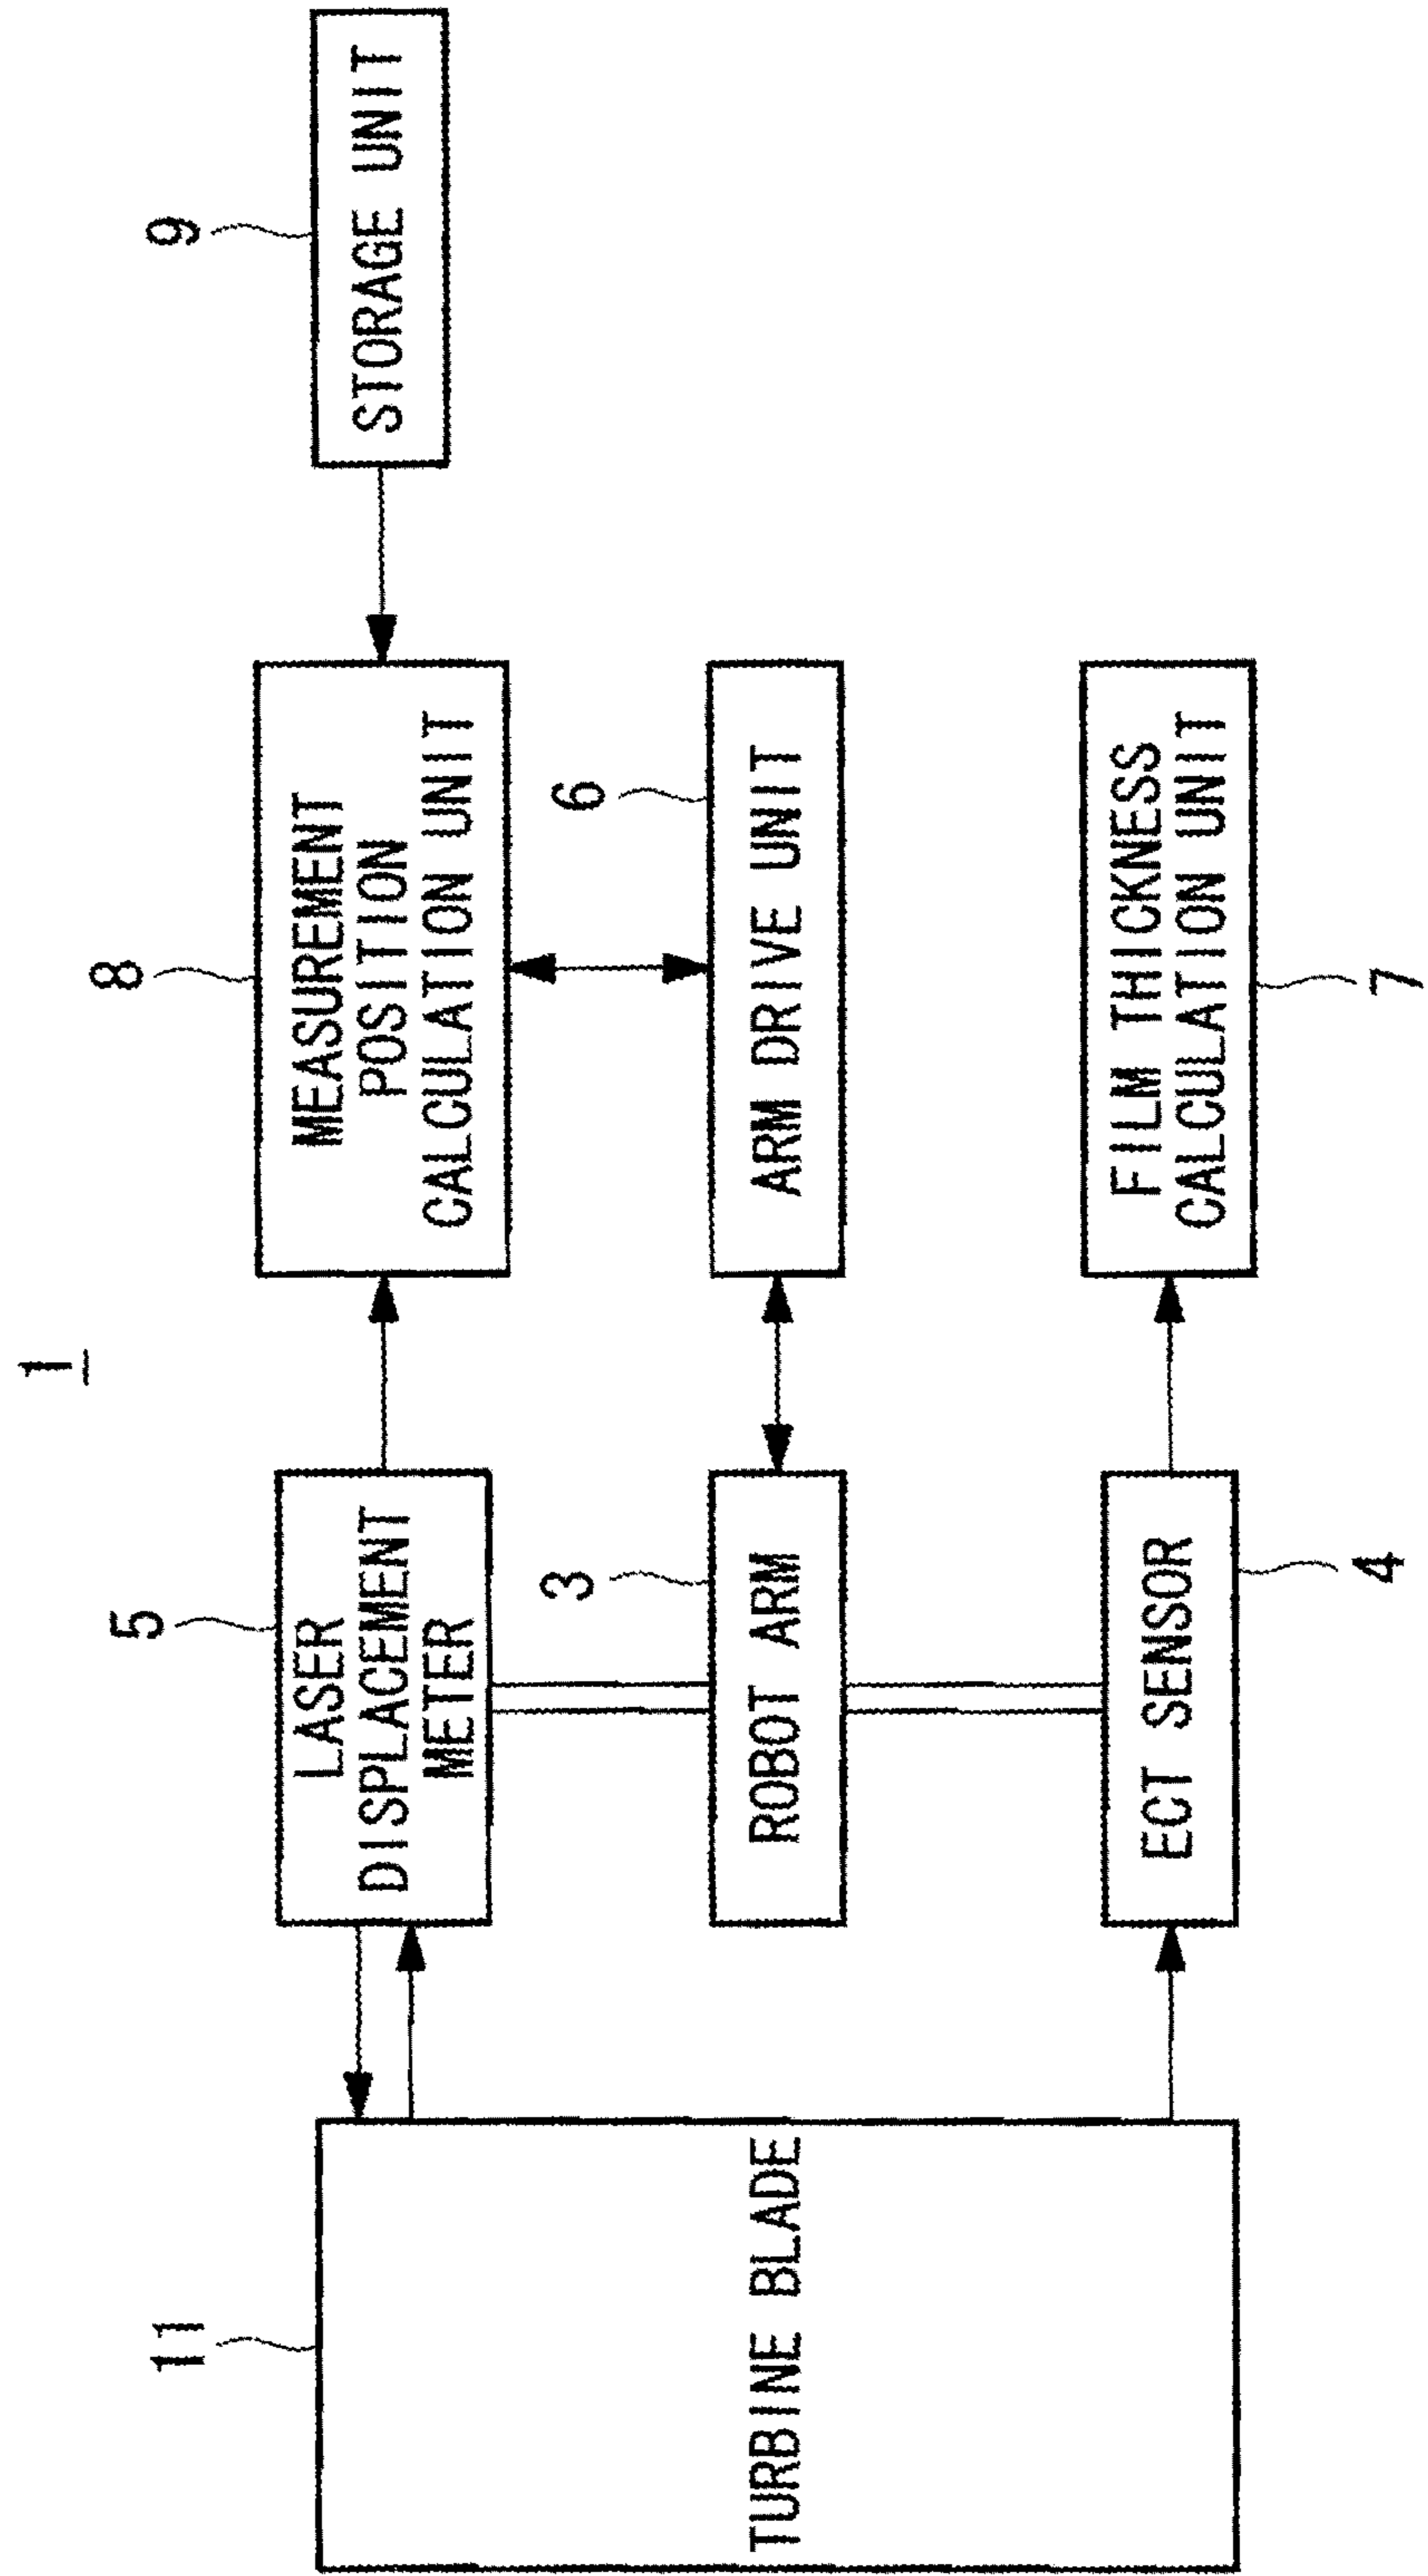 1
11
TURBINE BLADE
5
LASER
DISPLACEMENT
METER
3
ROBOT ARM
ECT SENSOR
4
8
MEASUREMENT
POSITION
CALCULATION UNIT
6
ARM DRIVE UNIT
FILM THICKNESS
CALCULATION UNIT
7
9
STORAGE UNIT